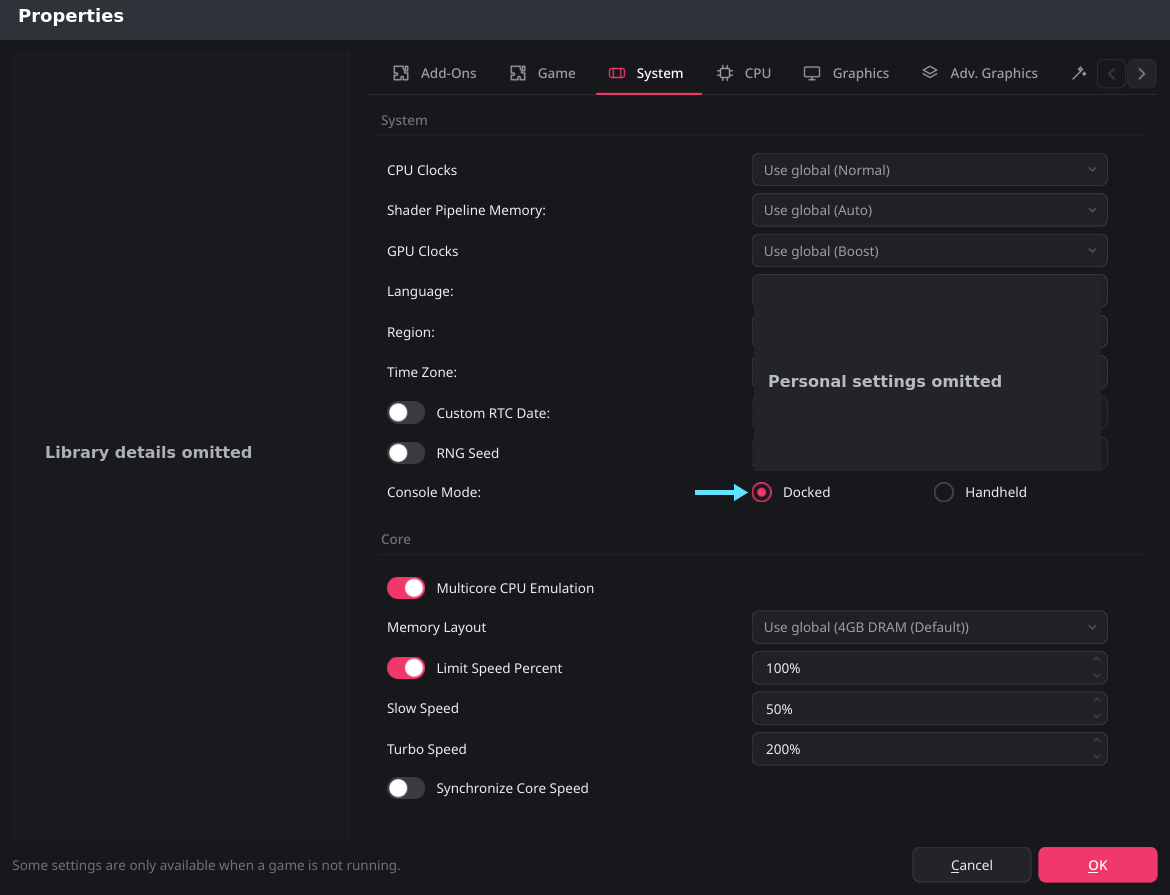 Properties
Add-Ons Game System CPU Graphics Adv. Graphics
System
CPU Clocks Use global (Normal)
Shader Pipeline Memory: Use global (Auto)
GPU Clocks Use global (Boost)
Language:
Region:
Time Zone:
Personal settings omitted
Custom RTC Date:
Library details omitted
RNG Seed
Console Mode: Docked Handheld
Core
Multicore CPU Emulation
Memory Layout Use global (4GB DRAM (Default))
Limit Speed Percent 100%
Slow Speed 50%
Turbo Speed 200%
Synchronize Core Speed
Some settings are only available when a game is not running. Cancel OK